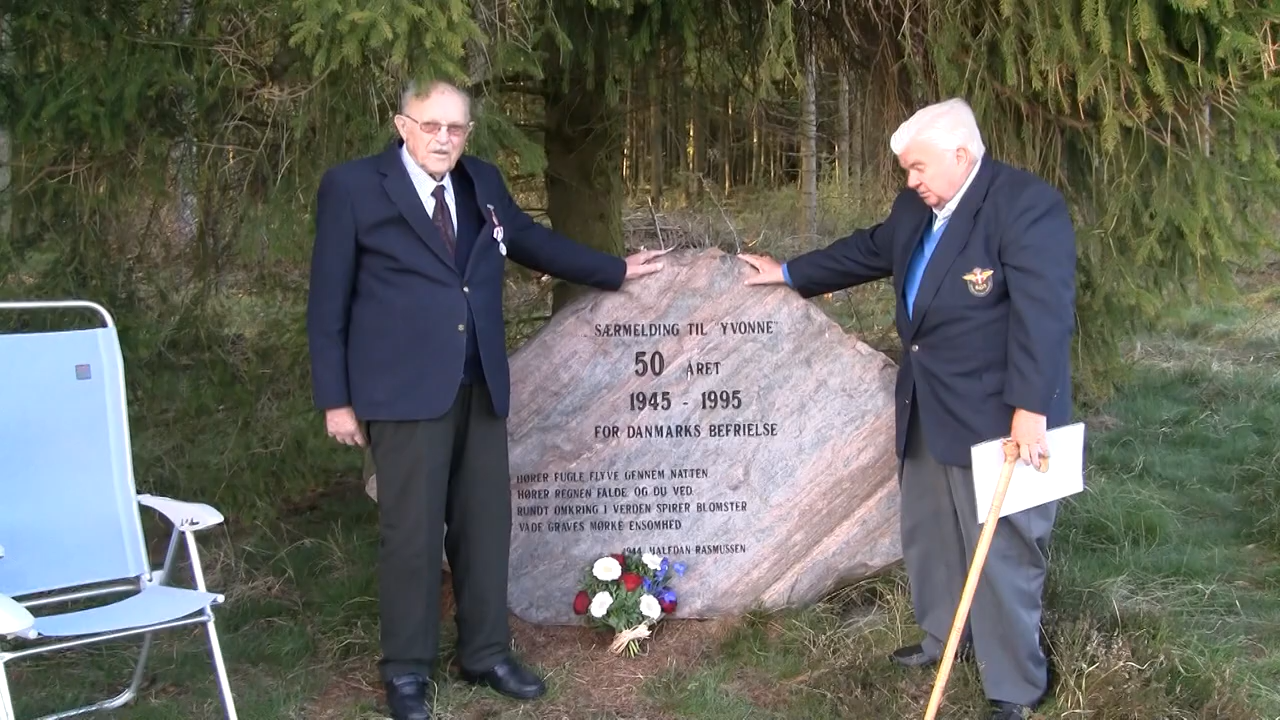 SÆRMELDING TIL "YVONNE"
50 ÅRET
1945 - 1995
FOR DANMARKS BEFRIELSE
HØRER FUGLE FLYVE GENNEM NATTEN
HØRER REGNEN FALDE, OG DU VED
RUNDT OMKRING I VERDEN SPIRER BLOMSTER
VADE GRAVES MØRKE ENSOMHED
1944 HALFDAN RASMUSSEN